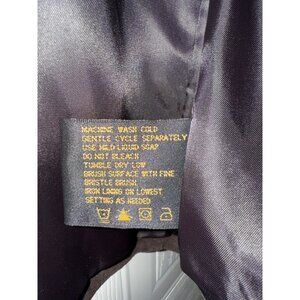 MACHINE WASH COLD
GENTLE CYCLE SEPARATELY
USE MILD LIQUID SOAP
DO NOT BLEACH
TUMBLE DRY LOW
BRUSH SURFACE WITH FINE
BRISTLE BRUSH
IRON LINING ON LOWEST
SETTING AS NEEDED